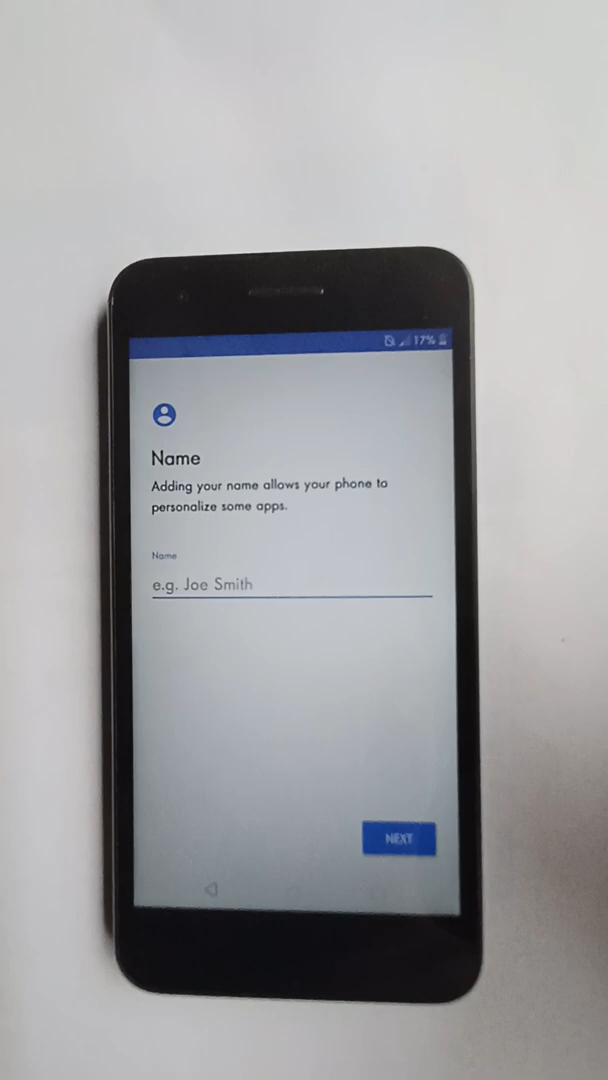 17%
Name
Adding your name allows your phone to
personalize some apps.
Name
e.g. Joe Smith
NEXT